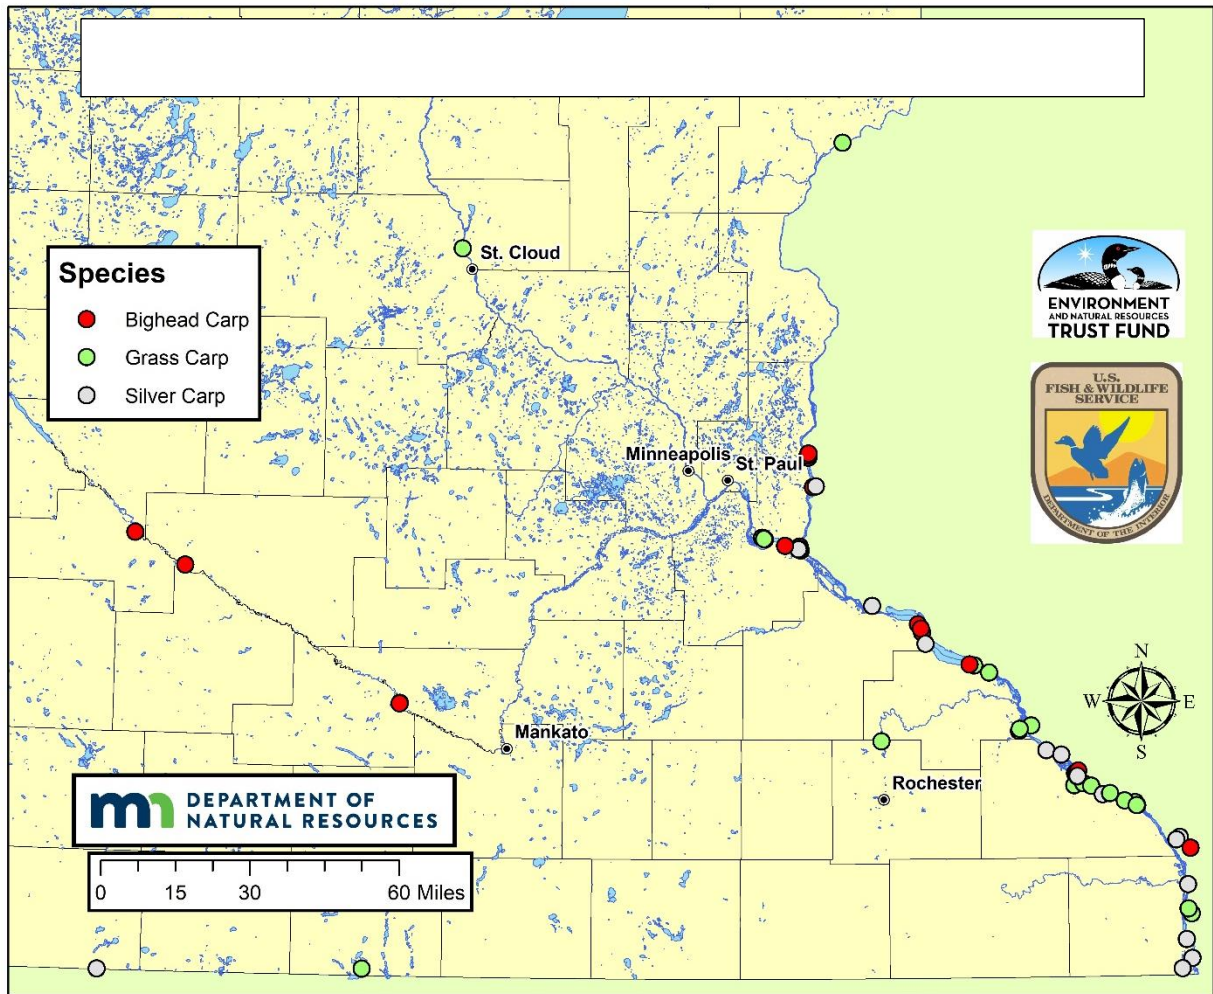 St. Cloud
Species
Bighead Carp
Grass Carp
Silver Carp
ENVIRONMENT
AND NATURAL RESOURCES
TRUST FUND
U.S.
FISH & WILDLIFE
SERVICE
DEPARTMENT OF THE INTERIOR
Minneapolis
St. Paul
N
W
E
S
Mankato
Rochester
mn DEPARTMENT OF
NATURAL RESOURCES
0 15 30 60 Miles